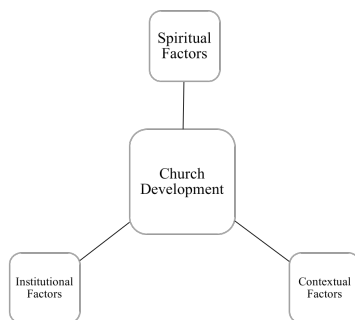 Spiritual
Factors
Church
Development
Institutional
Factors
Contextual
Factors